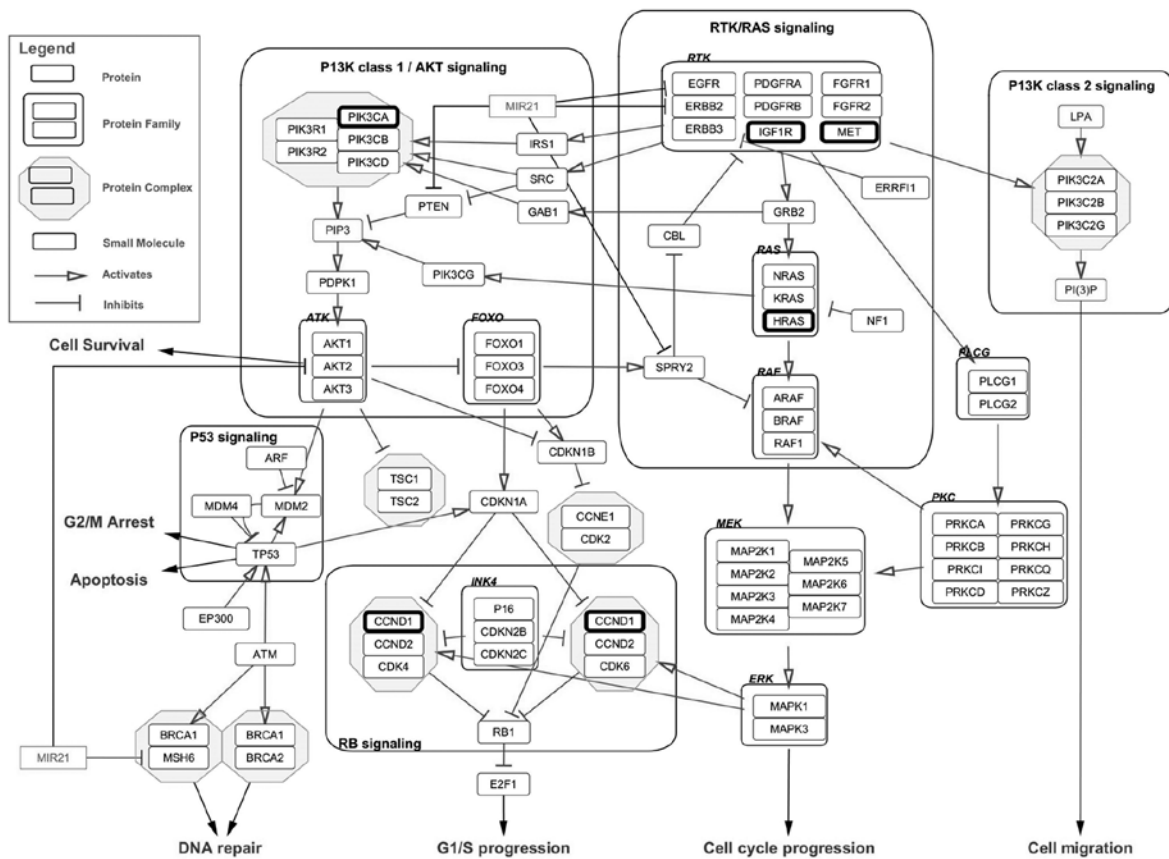 Legend
Protein
Protein Family
Protein Complex
Small Molecule
Activates
Inhibits
P13K class 1 / AKT signaling
PIK3CA
PIK3R1
PIK3CB
PIK3R2
PIK3CD
MIR21
IRS1
SRC
PTEN
GAB1
PIP3
PIK3CG
PDPK1
ATK
AKT1
AKT2
AKT3
FOXO
FOXO1
FOXO3
FOXO4
Cell Survival
RTK/RAS signaling
RTK
EGFR
PDGFRA
FGFR1
ERBB2
PDGFRB
FGFR2
ERBB3
IGF1R
MET
ERRFI1
GRB2
CBL
RAS
NRAS
KRAS
HRAS
NF1
SPRY2
RAF
ARAF
BRAF
RAF1
P13K class 2 signaling
LPA
PIK3C2A
PIK3C2B
PIK3C2G
PI(3)P
PLCG
PLCG1
PLCG2
P53 signaling
ARF
MDM4
MDM2
TP53
G2/M Arrest
Apoptosis
EP300
ATM
TSC1
TSC2
CDKN1B
CDKN1A
CCNE1
CDK2
MEK
MAP2K1
MAP2K2
MAP2K3
MAP2K4
MAP2K5
MAP2K6
MAP2K7
PKC
PRKCA
PRKCG
PRKCB
PRKCH
PRKCI
PRKCQ
PRKCD
PRKCZ
INK4
P16
CDKN2B
CDKN2C
CCND1
CCND2
CDK4
CCND1
CCND2
CDK6
RB1
RB signaling
ERK
MAPK1
MAPK3
MIR21
BRCA1
MSH6
BRCA1
BRCA2
E2F1
DNA repair
G1/S progression
Cell cycle progression
Cell migration